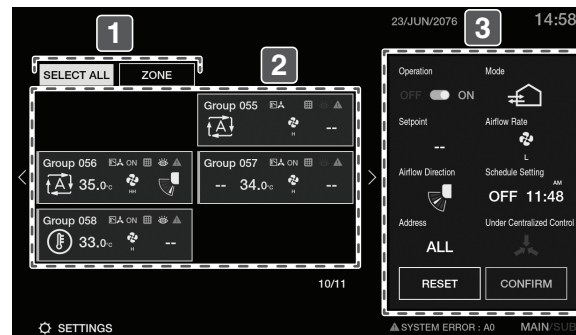 1
2
3
23/JUN/2076 14:58
SELECT ALL ZONE
Group 055
A
H
--
Group 056 ON
A 35.0°C
HH
Group 057 ON
-- 34.0°C
H
--
Group 058 ON
33.0°C
H
--
10/11
SETTINGS
Operation Mode
OFF ON
Setpoint Airflow Rate
--
L
Airflow Direction Schedule Setting
AM
OFF 11:48
Address Under Centralized Control
ALL
RESET CONFIRM
SYSTEM ERROR : A0 MAIN/SUB